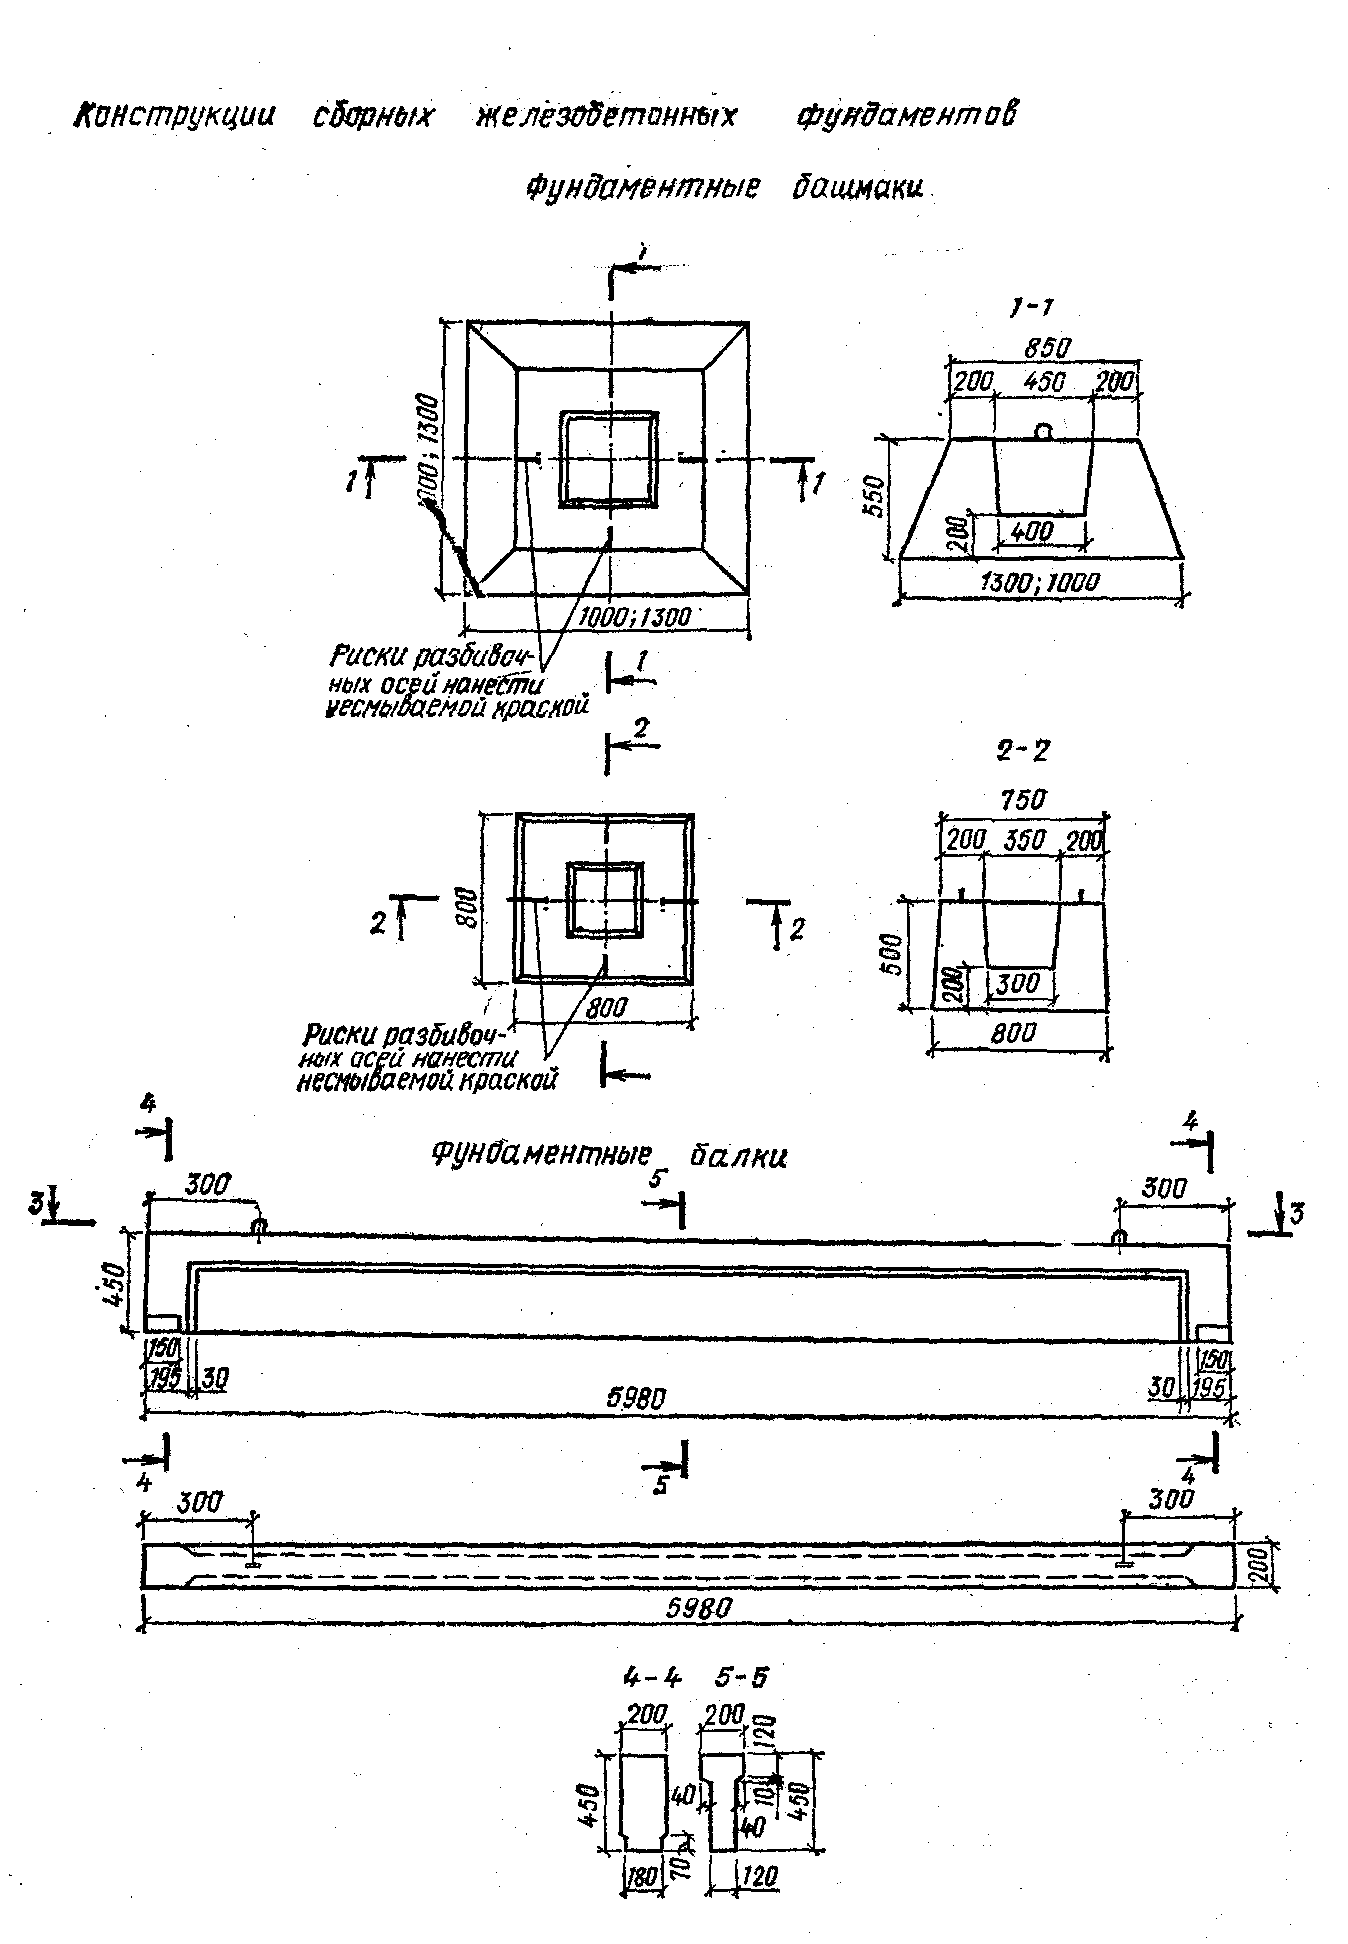 Конструкции сборных железобетонных фундаментов
Фундаментные башмаки
1
1-1
850
200 450 200
1000; 1300
1 1
550
200
400
1300; 1000
1000; 1300
Риски разбивоч-
ных осей нанести
несмываемой краской
1
2
2-2
750
200 350 200
800
2 2
500
200
300
800
800
Риски разбивоч-
ных осей нанести
несмываемой краской
4 4
Фундаментные балки
3 300 5 300 3
450
150 150
195 30 30 195
5980
4 5 4
300 300
200
5980
4-4 5-5
200 200 120
450 40 10 450
40
70
180 120